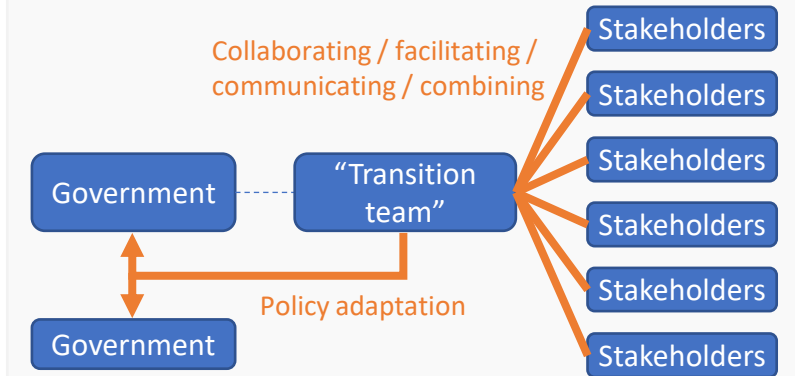 Collaborating / facilitating /
communicating / combining
Government
“Transition
team”
Policy adaptation
Government
Stakeholders
Stakeholders
Stakeholders
Stakeholders
Stakeholders
Stakeholders